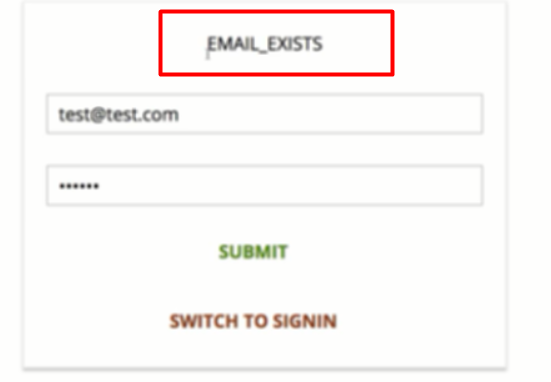 EMAIL_EXISTS
test@test.com
••••••
SUBMIT
SWITCH TO SIGNIN